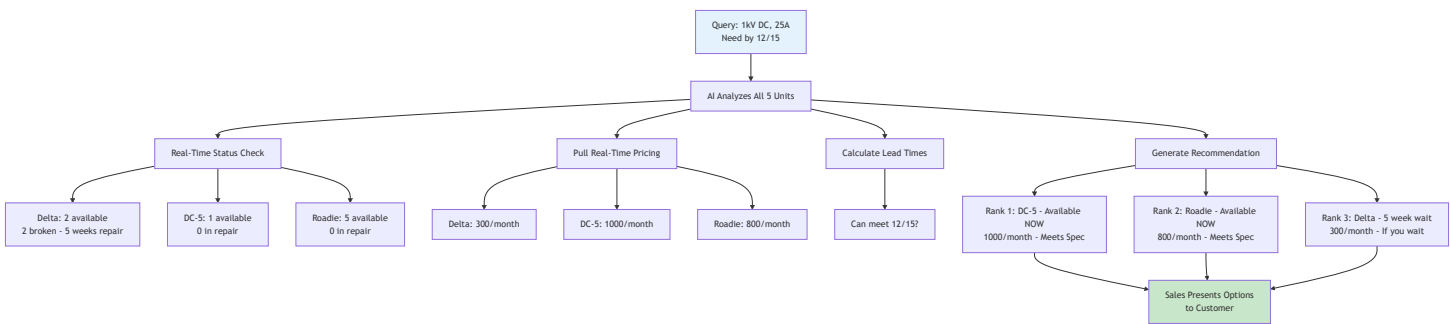 Query: 1kV DC, 25A
Need by 12/15
AI Analyzes All 5 Units
Real-Time Status Check
Pull Real-Time Pricing
Calculate Lead Times
Generate Recommendation
Delta: 2 available
2 broken - 5 weeks repair
DC-5: 1 available
0 in repair
Roadie: 5 available
0 in repair
Delta: 300/month
DC-5: 1000/month
Roadie: 800/month
Can meet 12/15?
Rank 1: DC-5 - Available
NOW
1000/month - Meets Spec
Rank 2: Roadie - Available
NOW
800/month - Meets Spec
Rank 3: Delta - 5 week wait
300/month - If you wait
Sales Presents Options
to Customer